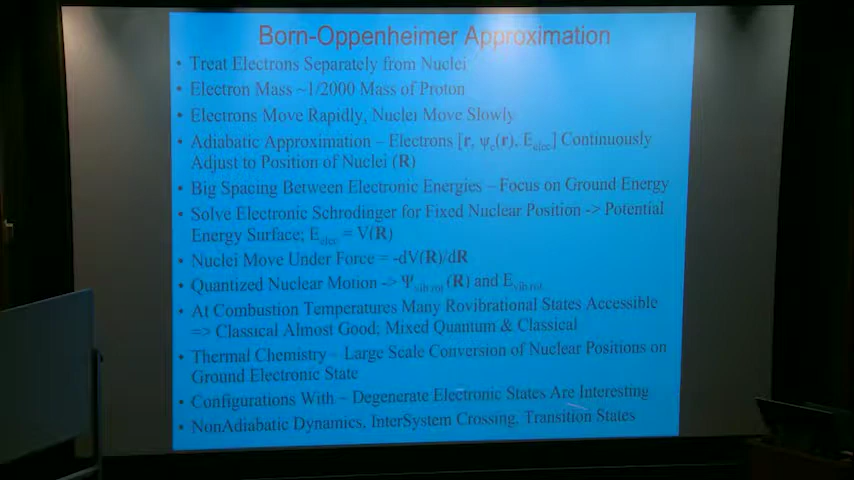 Born-Oppenheimer Approximation
• Treat Electrons Separately from Nuclei
• Electron Mass ~1/2000 Mass of Proton
• Electrons Move Rapidly, Nuclei Move Slowly
• Adiabatic Approximation – Electrons [r, ψe(r), Eelec] Continuously
Adjust to Position of Nuclei (R)
• Big Spacing Between Electronic Energies – Focus on Ground Energy
• Solve Electronic Schrodinger for Fixed Nuclear Position -> Potential
Energy Surface; Eelec = V(R)
• Nuclei Move Under Force = -dV(R)/dR
• Quantized Nuclear Motion -> Ψvib,rot (R) and Evib,rot
• At Combustion Temperatures Many Rovibrational States Accessible
=> Classical Almost Good; Mixed Quantum & Classical
• Thermal Chemistry – Large Scale Conversion of Nuclear Positions on
Ground Electronic State
• Configurations With ~ Degenerate Electronic States Are Interesting
• NonAdiabatic Dynamics, InterSystem Crossing, Transition States